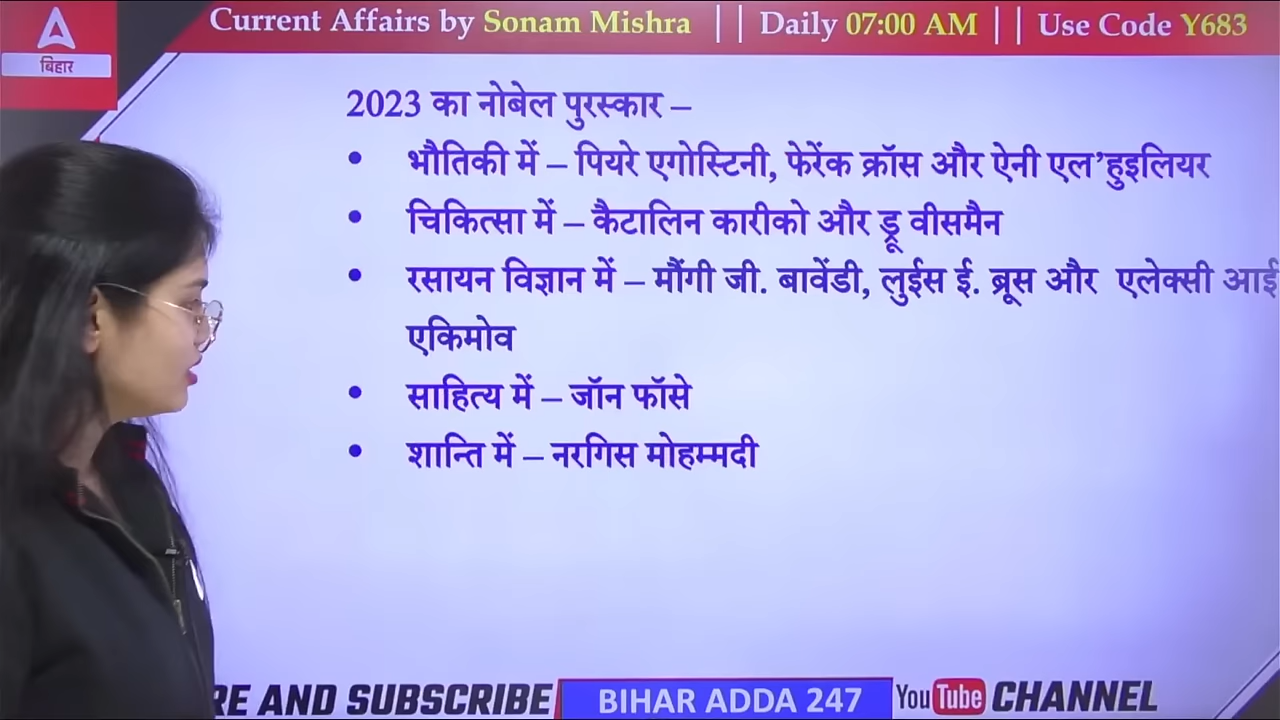 Current Affairs by Sonam Mishra || Daily 07:00 AM || Use Code Y683
बिहार
2023 का नोबेल पुरस्कार –
• भौतिकी में – पियरे एगोस्टिनी, फेरेंक क्रॉस और ऐनी एल’हुइलियर
• चिकित्सा में – कैटालिन कारीको और ड्रू वीसमैन
• रसायन विज्ञान में – मौंगी जी. बावेंडी, लुईस ई. ब्रूस और एलेक्सी आई
एकिमोव
• साहित्य में – जॉन फॉसे
• शान्ति में – नरगिस मोहम्मदी
RE AND SUBSCRIBE BIHAR ADDA 247 YouTube CHANNEL